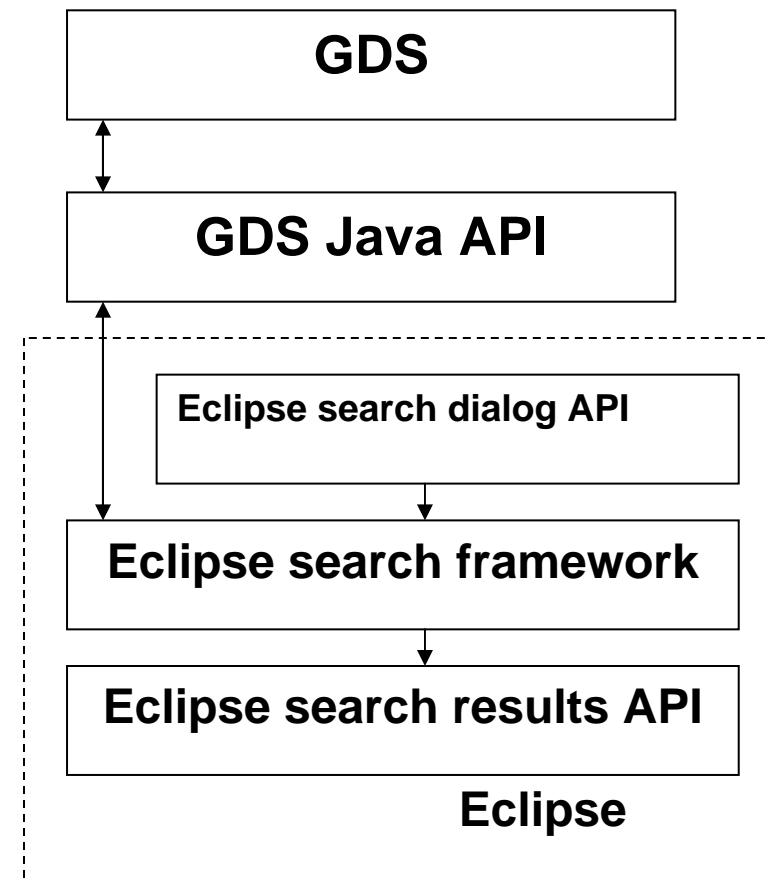 GDS
GDS Java API
Eclipse search dialog API
Eclipse search framework
Eclipse search results API
Eclipse